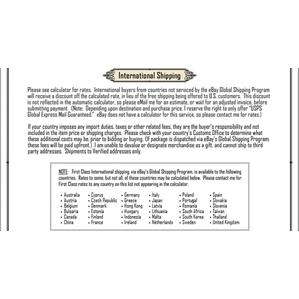 International Shipping
Please see calculator for rates. International buyers from countries not serviced by the eBay Global Shipping Program
will receive a discount off the calculated rate, in lieu of the free shipping being offered to U.S. customers. This discount
is not reflected in the automatic calculator, so please eMail me for an estimate, or wait for an adjusted invoice, before
submitting payment. (Note: Depending upon destination and purchase price, I reserve the right to only offer "USPS
Global Express Mail Guaranteed." eBay does not have a calculator for this service, so please contact me for rates.)
If your country imposes any import duties, taxes or other related fees, they are the buyer's responsibility and not
included in the item price or shipping charges. Please check with your country's Customs Office to determine what
these additional costs may be, prior to bidding or buying. (If package is dispatched via eBay's Global Shipping Program,
these will be paid upfront.) I am unable to devalue or designate merchandise as a gift, and cannot ship to third
party addresses. Shipments to Verified addresses only.
NOTE: First Class International shipping, via eBay's Global Shipping Program, is available to the following
countries. Rates to some, but not all, of these countries may be calculated below. Please contact me for
First Class rates to any country on this list not appearing in the calculator.
• Australia • Cyprus • Germany • Italy • Poland • Spain
• Austria • Czech Republic • Greece • Japan • Portugal • Slovakia
• Belgium • Denmark • Hong Kong • Latvia • Romania • Slovenia
• Bulgaria • Estonia • Hungary • Lithuania • South Africa • Taiwan
• Canada • Finland • Indonesia • Malta • South Korea • Thailand
• China • France • Ireland • Netherlands • Sweden • United Kingdom